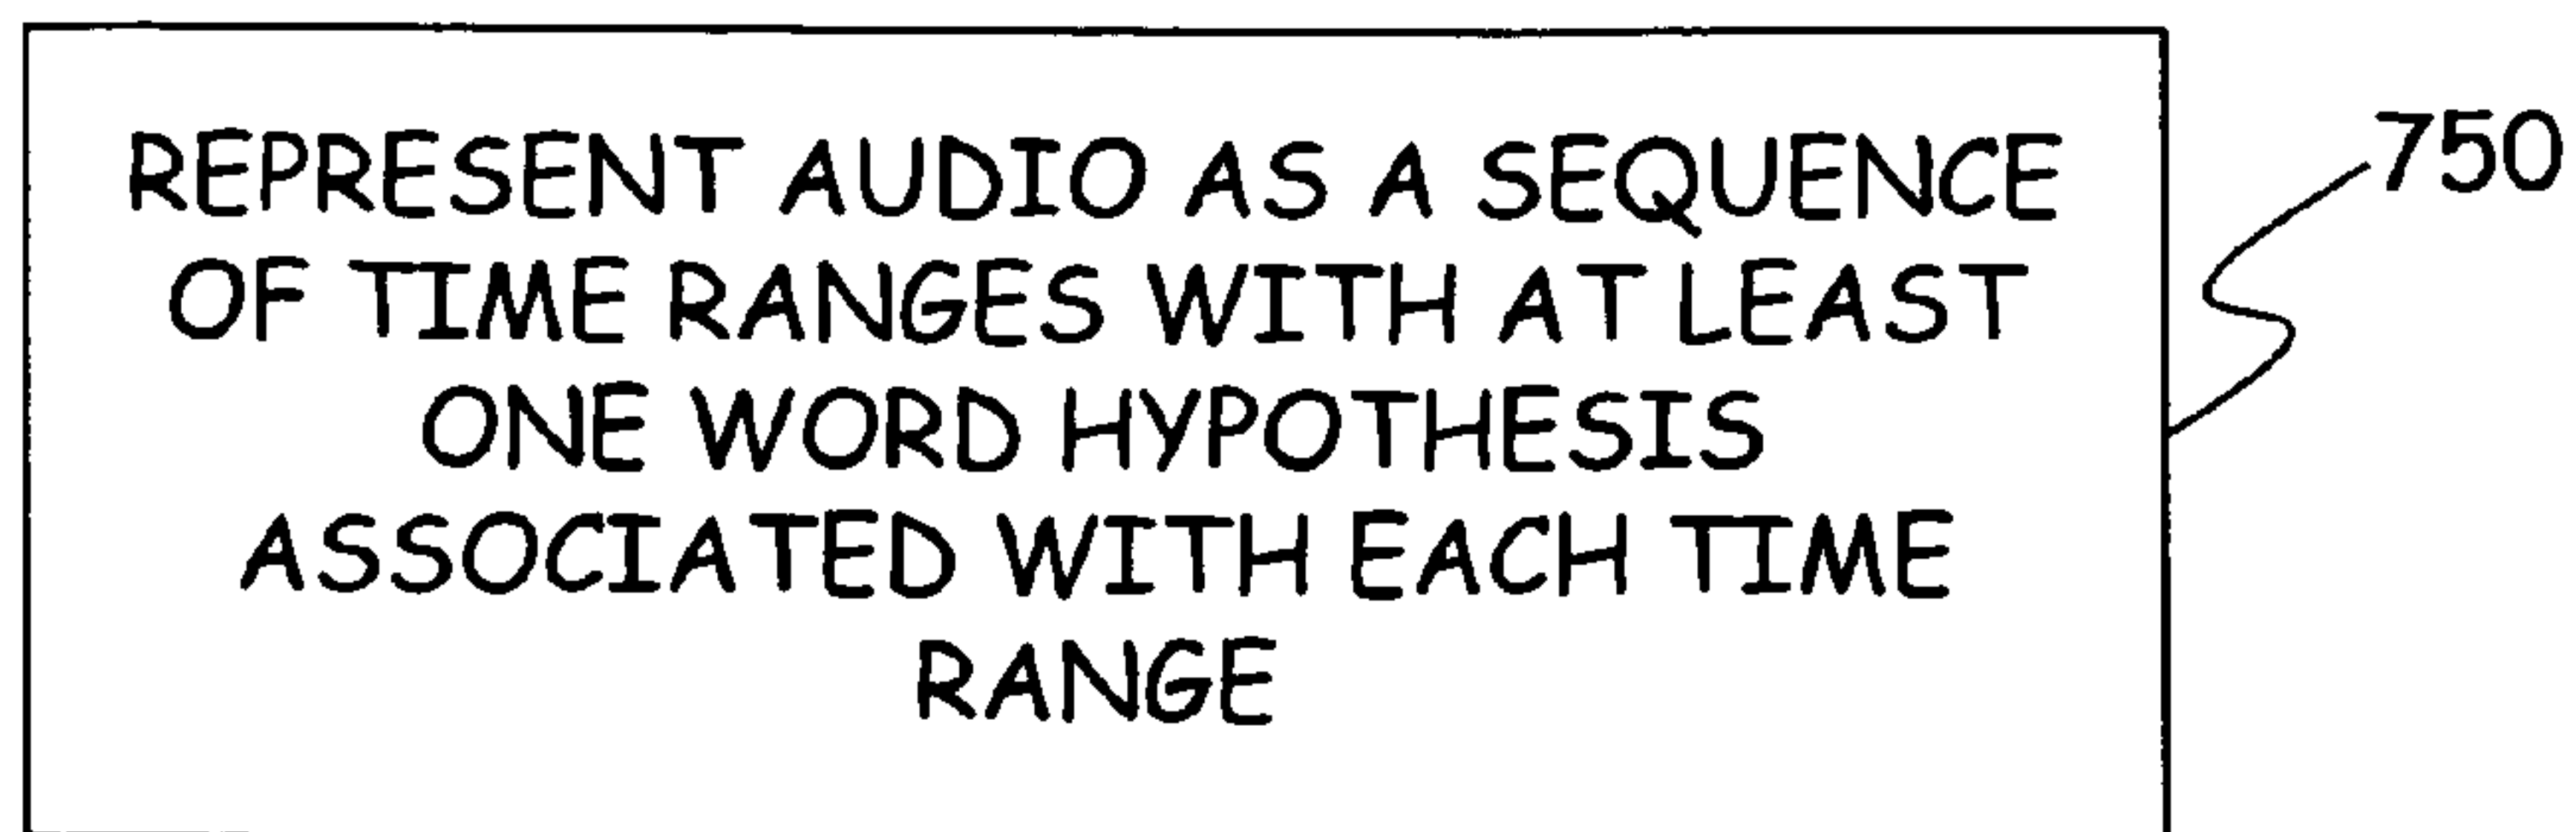 REPRESENT AUDIO AS A SEQUENCE
OF TIME RANGES WITH AT LEAST
ONE WORD HYPOTHESIS
ASSOCIATED WITH EACH TIME
RANGE
750